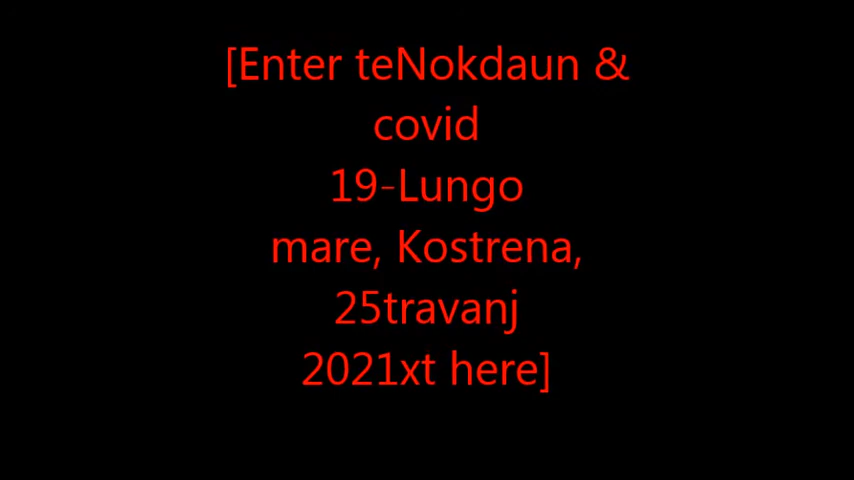 [Enter teNokdaun &
covid
19-Lungo
mare, Kostrena,
25travanj
2021xt here]